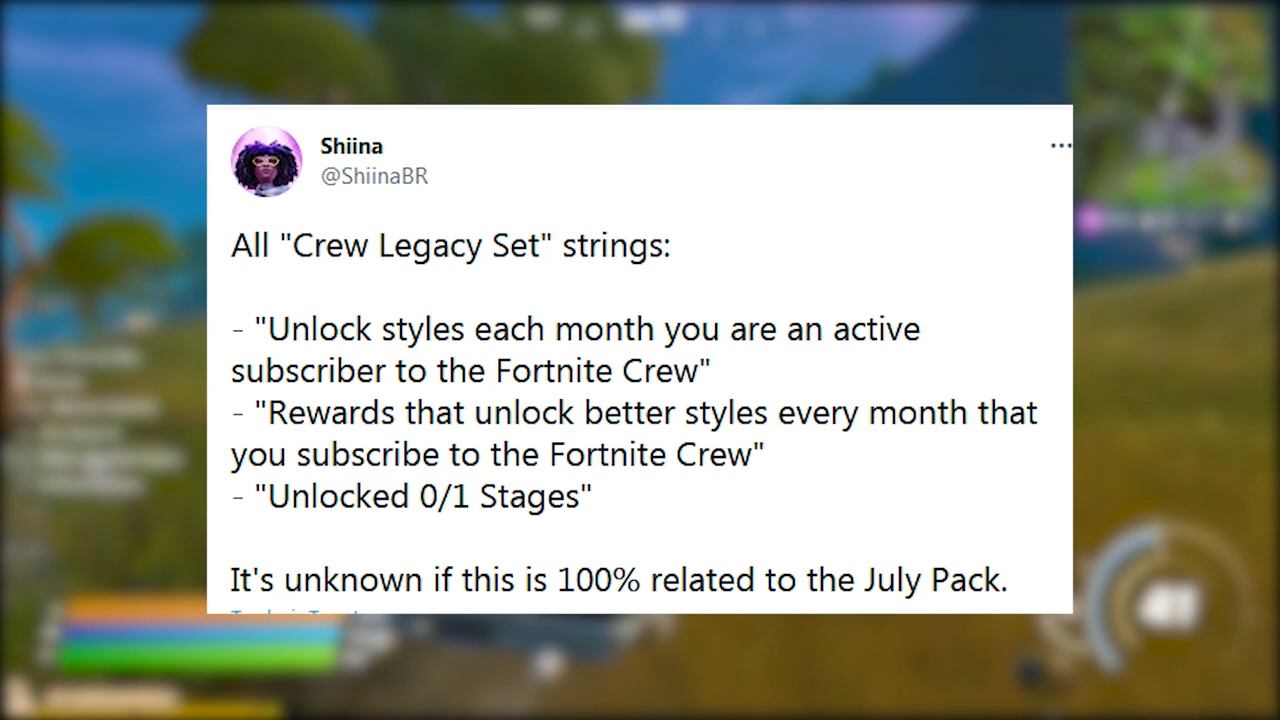 Shiina
@ShiinaBR
All "Crew Legacy Set" strings:
- "Unlock styles each month you are an active
subscriber to the Fortnite Crew"
- "Rewards that unlock better styles every month that
you subscribe to the Fortnite Crew"
- "Unlocked 0/1 Stages"
It's unknown if this is 100% related to the July Pack.